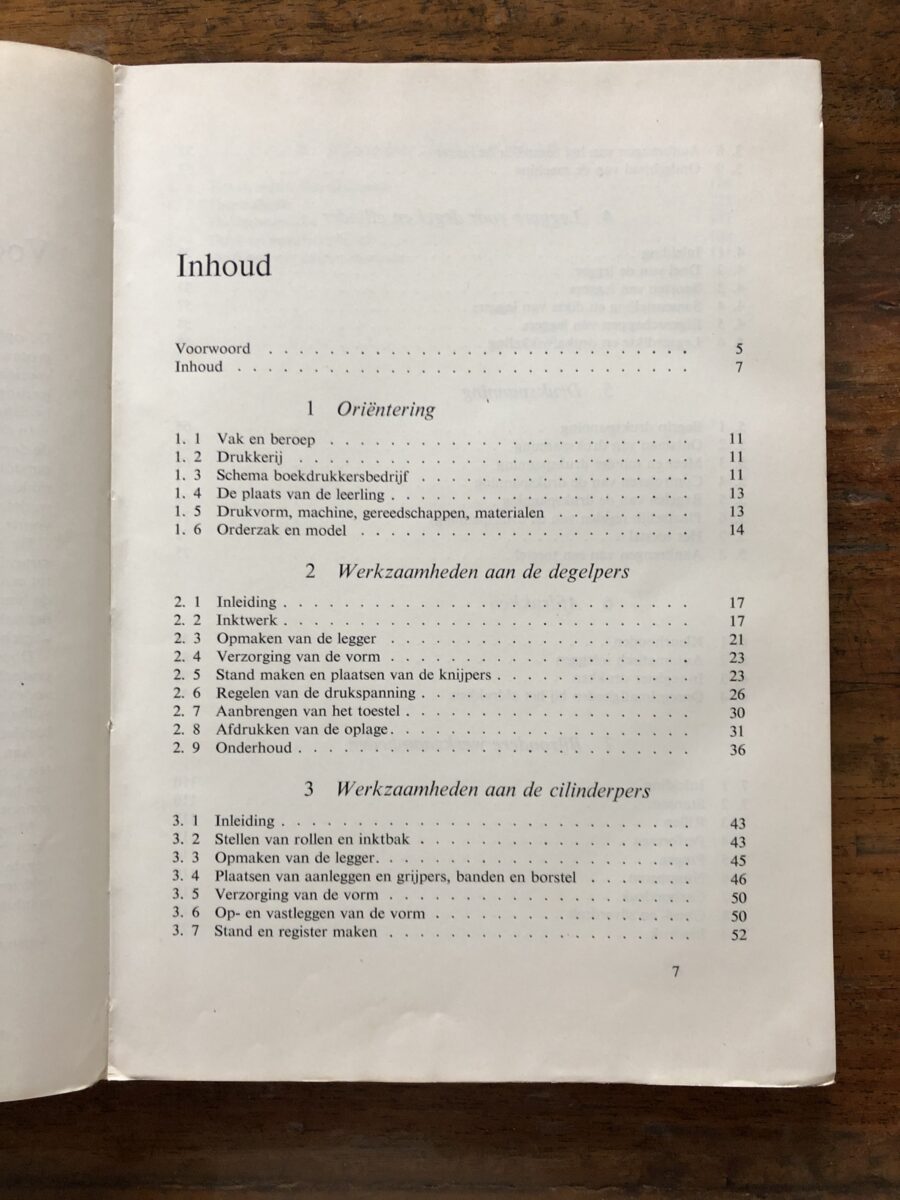 Inhoud
Voorwoord . . . . . . . . . . . . . . . . . . . . . . . . . . . 5
Inhoud . . . . . . . . . . . . . . . . . . . . . . . . . . . . . 7
1 Oriëntering
1. 1 Vak en beroep . . . . . . . . . . . . . . . . . . . . . . . 11
1. 2 Drukkerij . . . . . . . . . . . . . . . . . . . . . . . . . 11
1. 3 Schema boekdrukkersbedrijf . . . . . . . . . . . . . . . . . 11
1. 4 De plaats van de leerling . . . . . . . . . . . . . . . . . . . 13
1. 5 Drukvorm, machine, gereedschappen, materialen . . . . . . . . . 13
1. 6 Orderzak en model . . . . . . . . . . . . . . . . . . . . . 14
2 Werkzaamheden aan de degelpers
2. 1 Inleiding . . . . . . . . . . . . . . . . . . . . . . . . . . 17
2. 2 Inktwerk . . . . . . . . . . . . . . . . . . . . . . . . . . 17
2. 3 Opmaken van de legger . . . . . . . . . . . . . . . . . . . 21
2. 4 Verzorging van de vorm . . . . . . . . . . . . . . . . . . . 23
2. 5 Stand maken en plaatsen van de knijpers . . . . . . . . . . . . 23
2. 6 Regelen van de drukspanning . . . . . . . . . . . . . . . . . 26
2. 7 Aanbrengen van het toestel . . . . . . . . . . . . . . . . . . 30
2. 8 Afdrukken van de oplage . . . . . . . . . . . . . . . . . . . 31
2. 9 Onderhoud . . . . . . . . . . . . . . . . . . . . . . . . . 36
3 Werkzaamheden aan de cilinderpers
3. 1 Inleiding . . . . . . . . . . . . . . . . . . . . . . . . . . 43
3. 2 Stellen van rollen en inktbak . . . . . . . . . . . . . . . . . 43
3. 3 Opmaken van de legger . . . . . . . . . . . . . . . . . . . 45
3. 4 Plaatsen van aanleggen en grijpers, banden en borstel . . . . . . . 46
3. 5 Verzorging van de vorm . . . . . . . . . . . . . . . . . . . 50
3. 6 Op- en vastleggen van de vorm . . . . . . . . . . . . . . . . 50
3. 7 Stand en register maken . . . . . . . . . . . . . . . . . . . 52
7